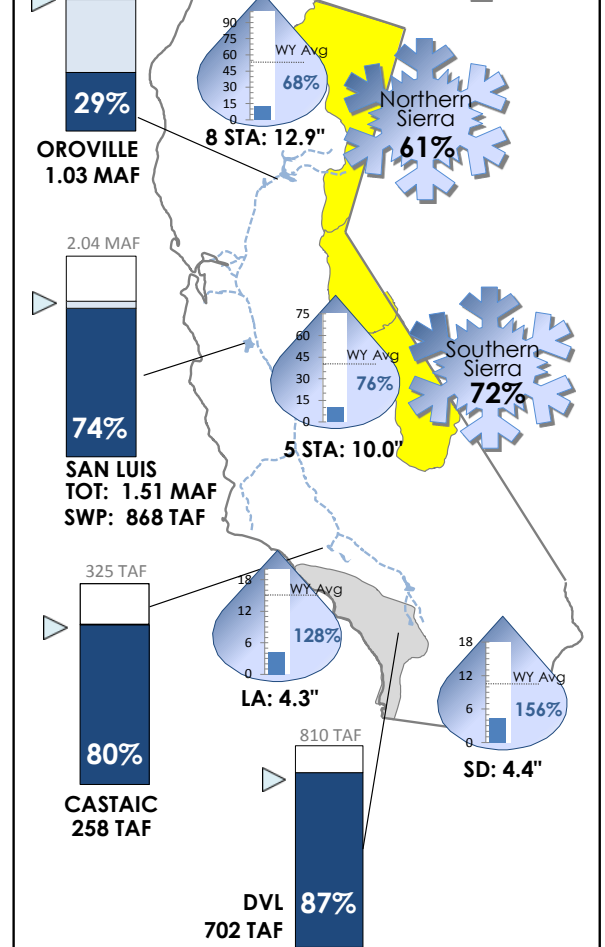 90
75
60
45
30
15
0
WY Avg
68%
8 STA: 12.9"
29%
OROVILLE
1.03 MAF
Northern
Sierra
61%
2.04 MAF
74%
SAN LUIS
TOT: 1.51 MAF
SWP: 868 TAF
75
60
45
30
15
0
WY Avg
76%
5 STA: 10.0"
Southern
Sierra
72%
325 TAF
80%
CASTAIC
258 TAF
18
12
6
0
WY Avg
128%
LA: 4.3"
18
12
6
0
WY Avg
156%
SD: 4.4"
810 TAF
87%
DVL
702 TAF